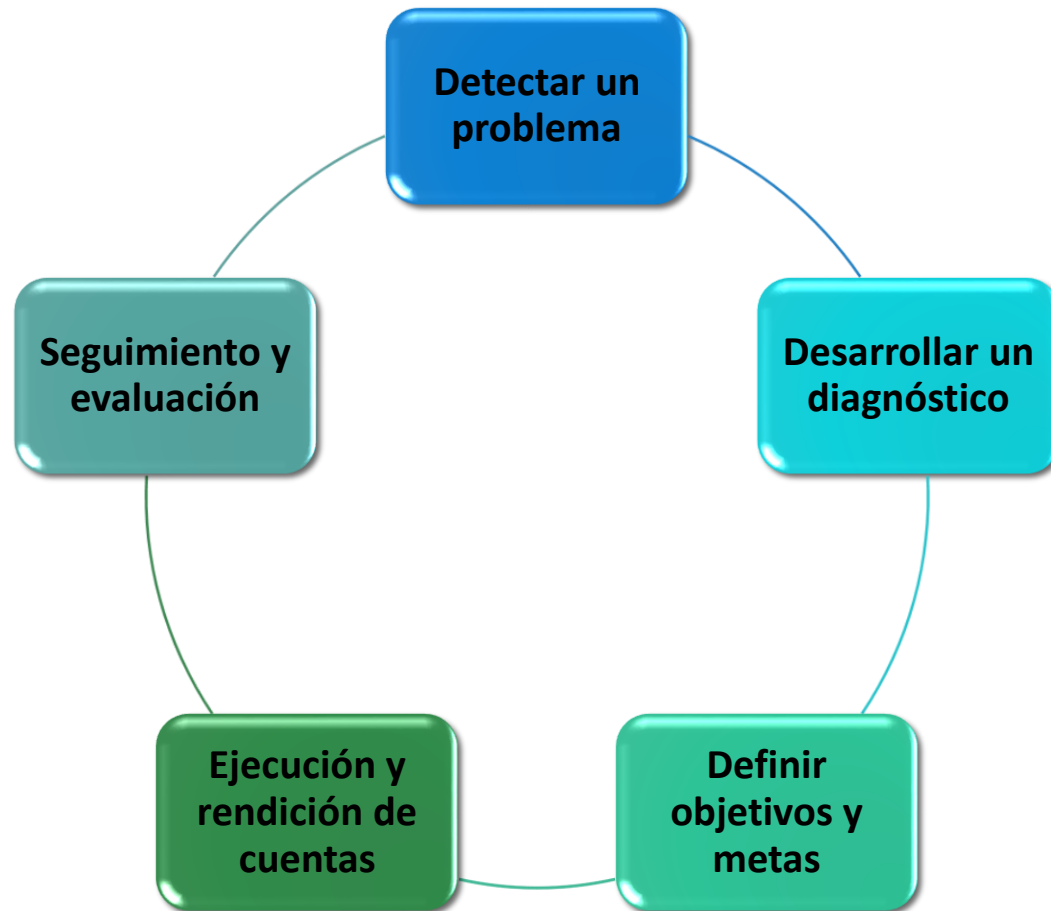 Detectar un
problema
Desarrollar un
diagnóstico
Definir
objetivos y
metas
Ejecución y
rendición de
cuentas
Seguimiento y
evaluación